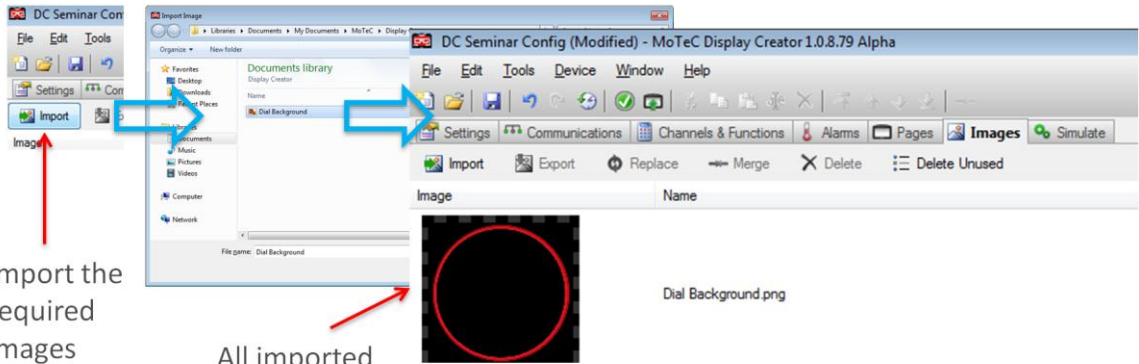 DC Seminar Con
File Edit Tools
Settings Com
Import
Image
Import Image
Libraries Documents My Documents MoTeC Display
Organize New folder
Favorites
Desktop
Downloads
Recent Places
Documents
Music
Pictures
Videos
Computer
Network
Documents library
Display Creator
Name
Dial Background
File name: Dial Background
DC Seminar Config (Modified) - MoTeC Display Creator 1.0.8.79 Alpha
File Edit Tools Device Window Help
Settings Communications Channels & Functions Alarms Pages Images Simulate
Import Export Replace Merge Delete Delete Unused
Image Name
Dial Background.png
mport the
equired
mages
All imported